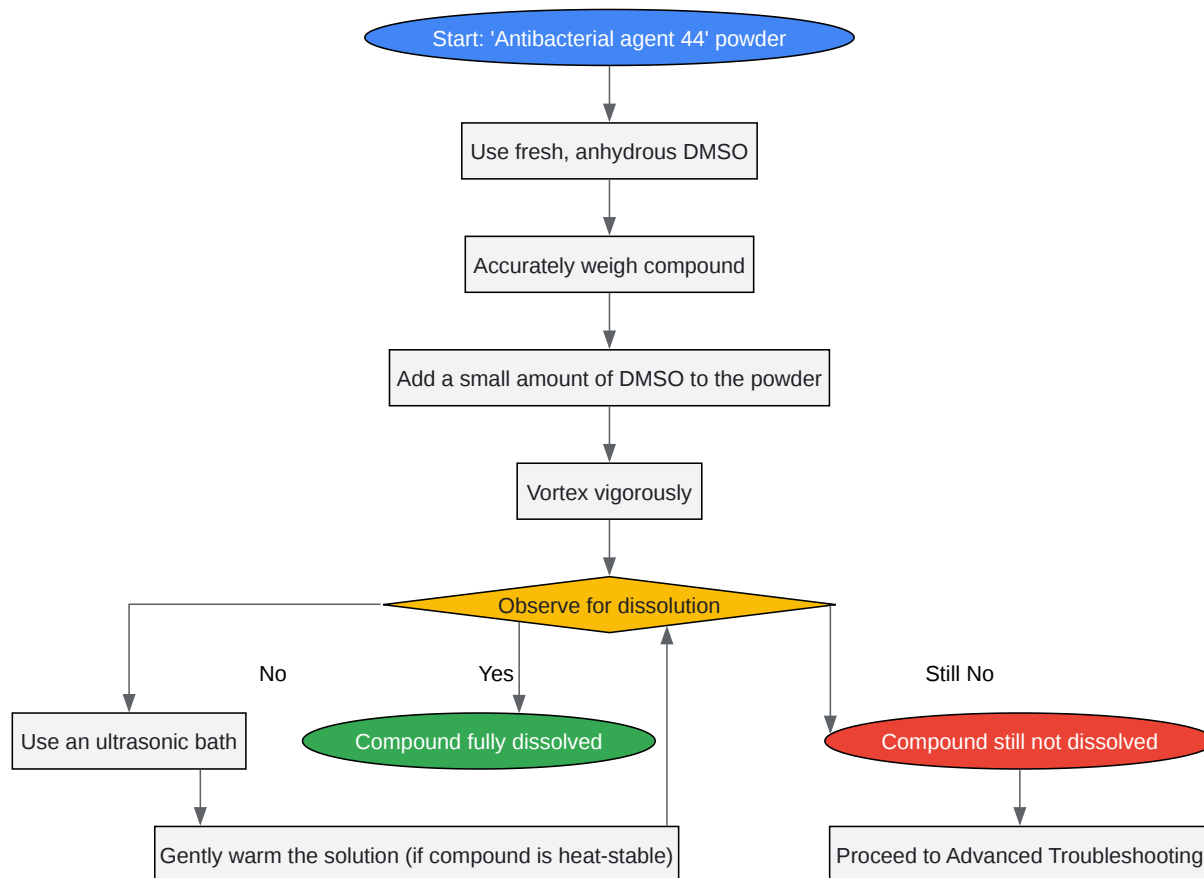 Start: 'Antibacterial agent 44' powder
Use fresh, anhydrous DMSO
Accurately weigh compound
Add a small amount of DMSO to the powder
Vortex vigorously
Observe for dissolution
No
Yes
Still No
Use an ultrasonic bath
Compound fully dissolved
Compound still not dissolved
Gently warm the solution (if compound is heat-stable)
Proceed to Advanced Troubleshooting